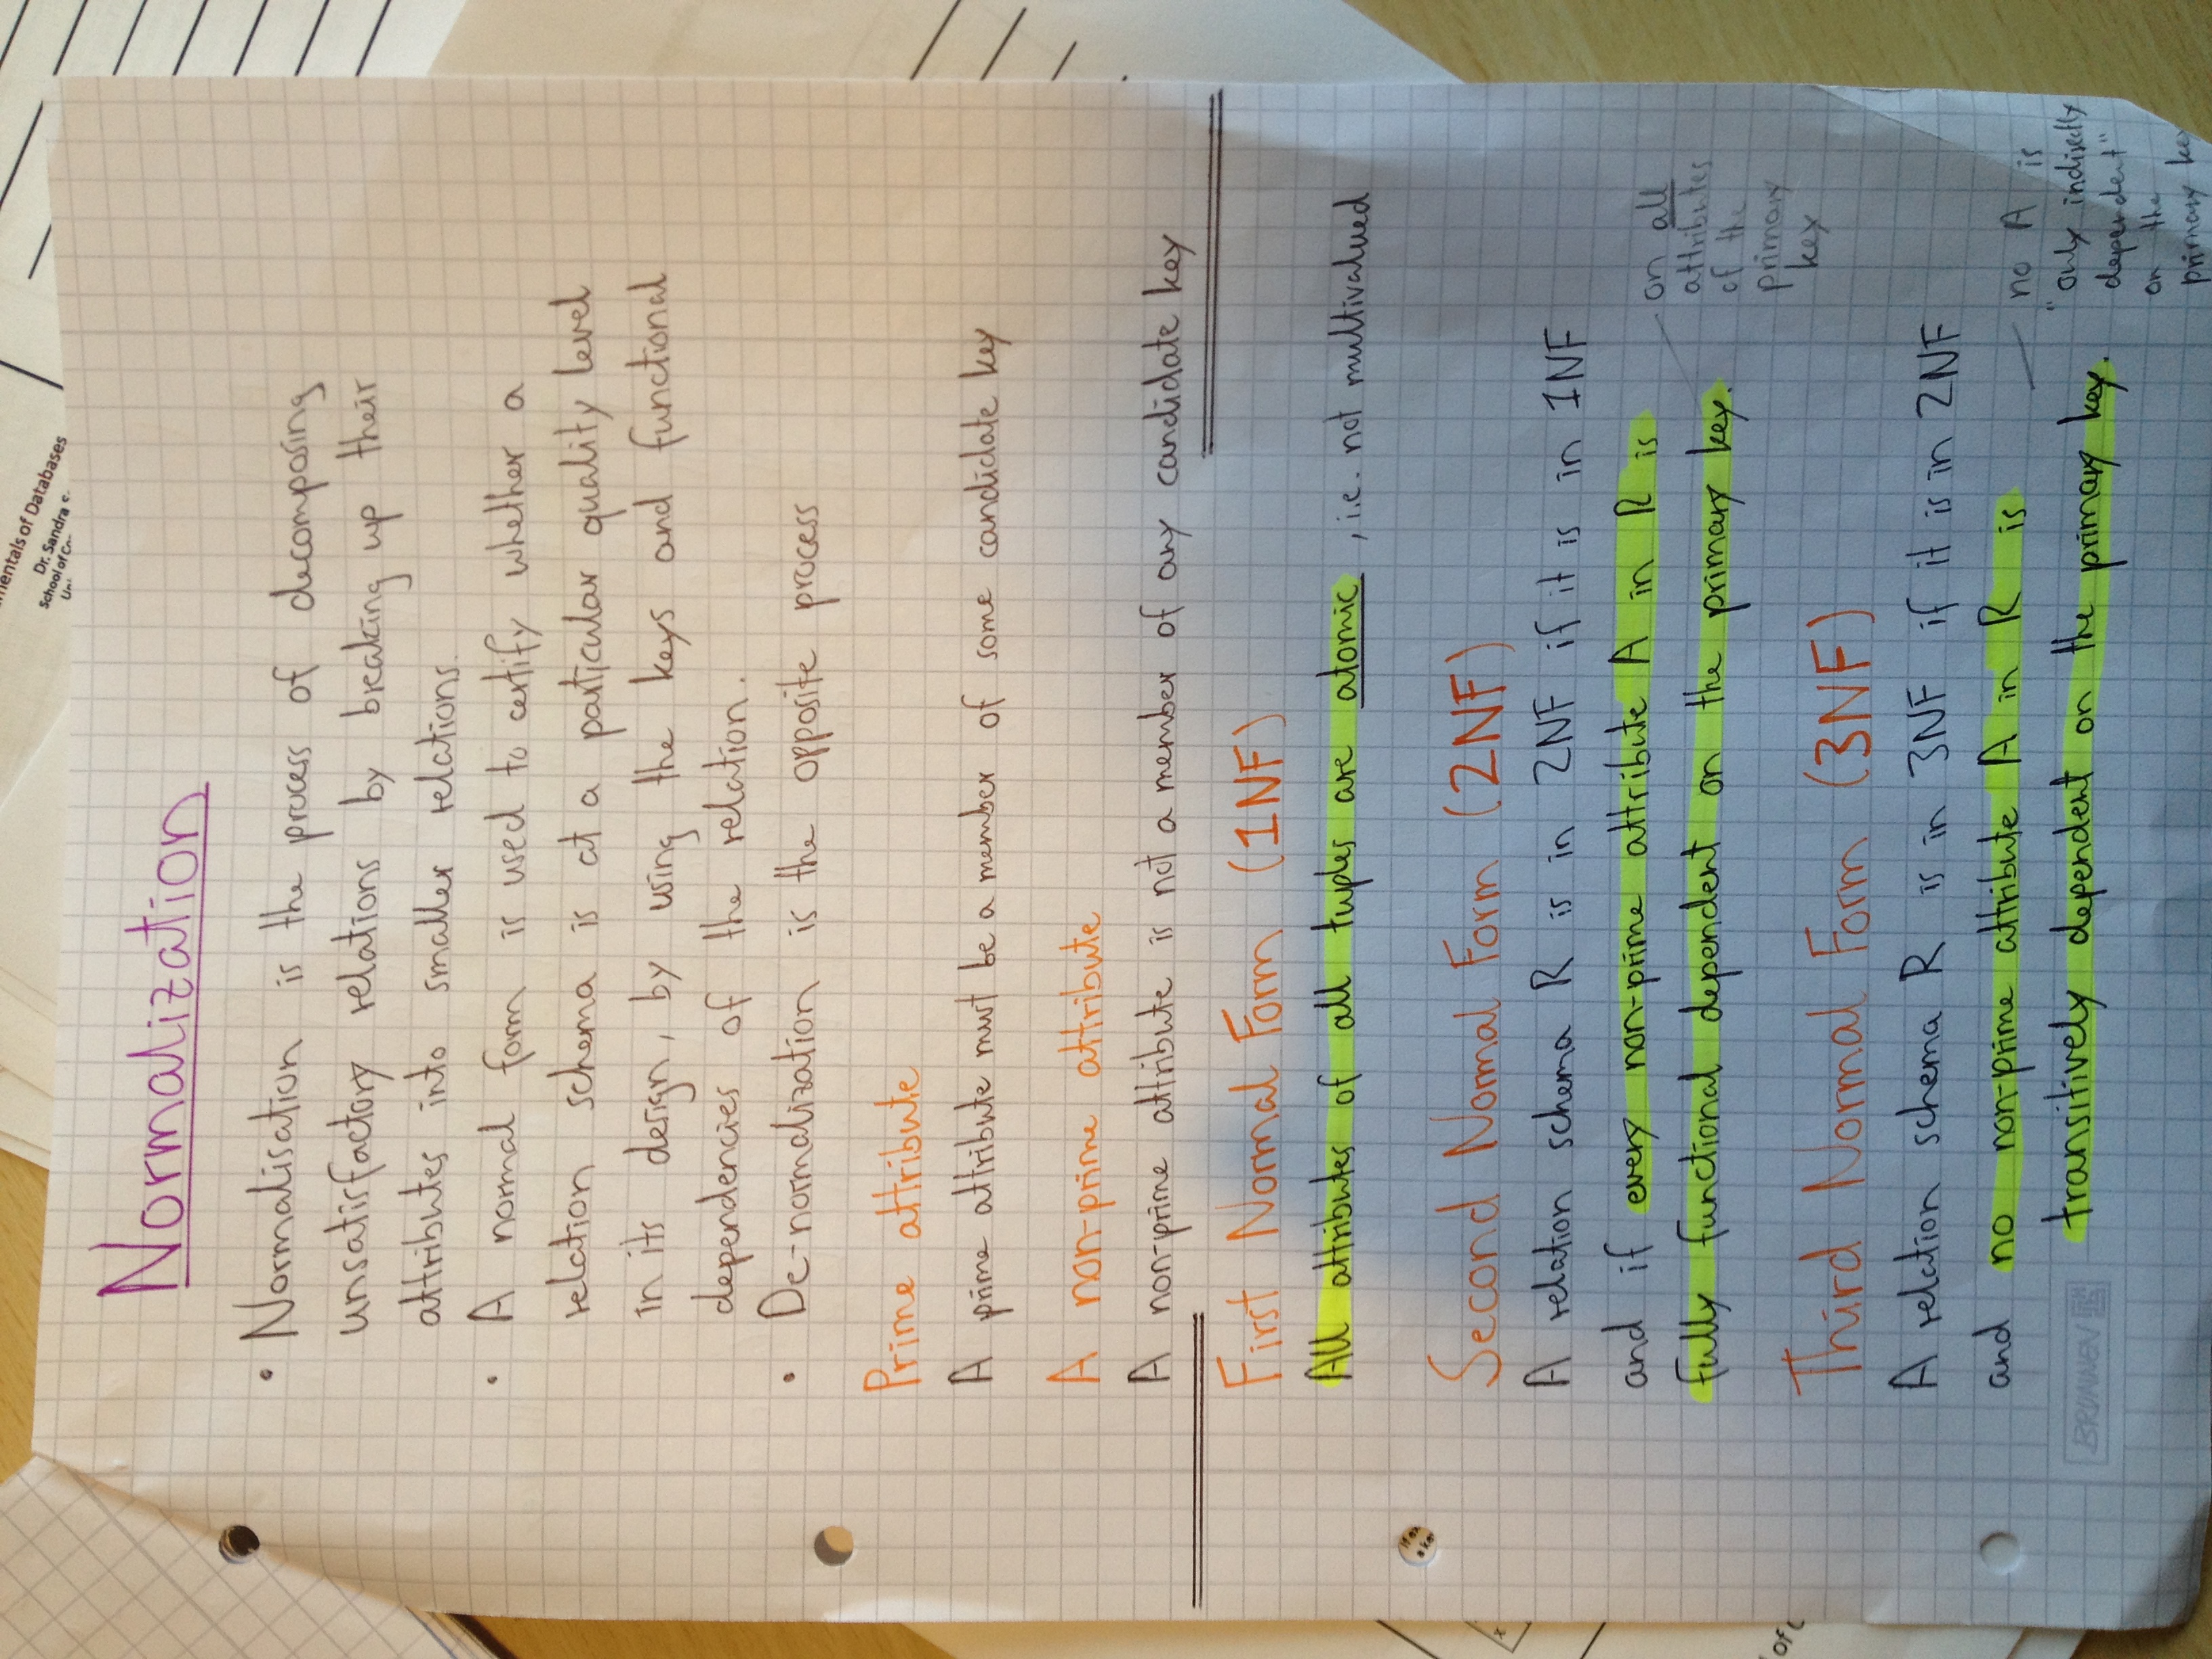 mentals of Databases
Dr. Sandra
School of
Normalization
• Normalisation is the process of decomposing
unsatisfactory relations by breaking up their
attributes into smaller relations.
• A normal form is used to certify whether a
relation schema is at a particular quality level
in its design, by using the keys and functional
dependencies of the relation.
• De-normalization is the opposite process
Prime attribute
A prime attribute must be a member of some candidate key
A non-prime attribute
A non-prime attribute is not a member of any candidate key
First Normal Form (1NF)
All attributes of all tuples are atomic, i.e. not multivalued
Second Normal Form (2NF)
A relation schema R is in 2NF if it is in 1NF
and if every non-prime attribute A in R is
fully functional dependent on the primary key.
on all
attributes
of the
primary
key
Third Normal Form (3NF)
A relation schema R is in 3NF if it is in 2NF
and no non-prime attribute A in R is
transitively dependent on the primary key.
no A is
"only indirectly
dependent"
on the
primary key
BRUNNEN
of